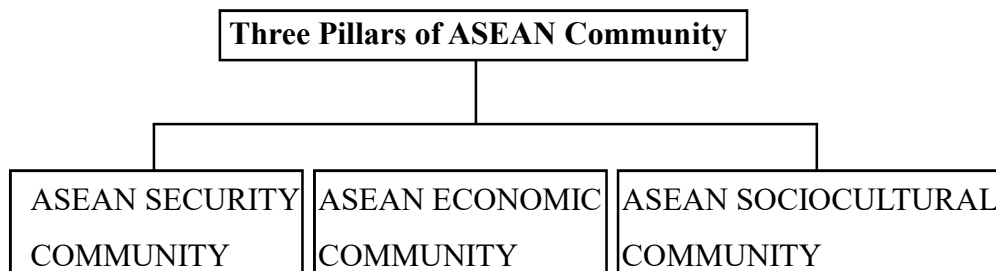 Three Pillars of ASEAN Community
ASEAN SECURITY
COMMUNITY
ASEAN ECONOMIC
COMMUNITY
ASEAN SOCIOCULTURAL
COMMUNITY